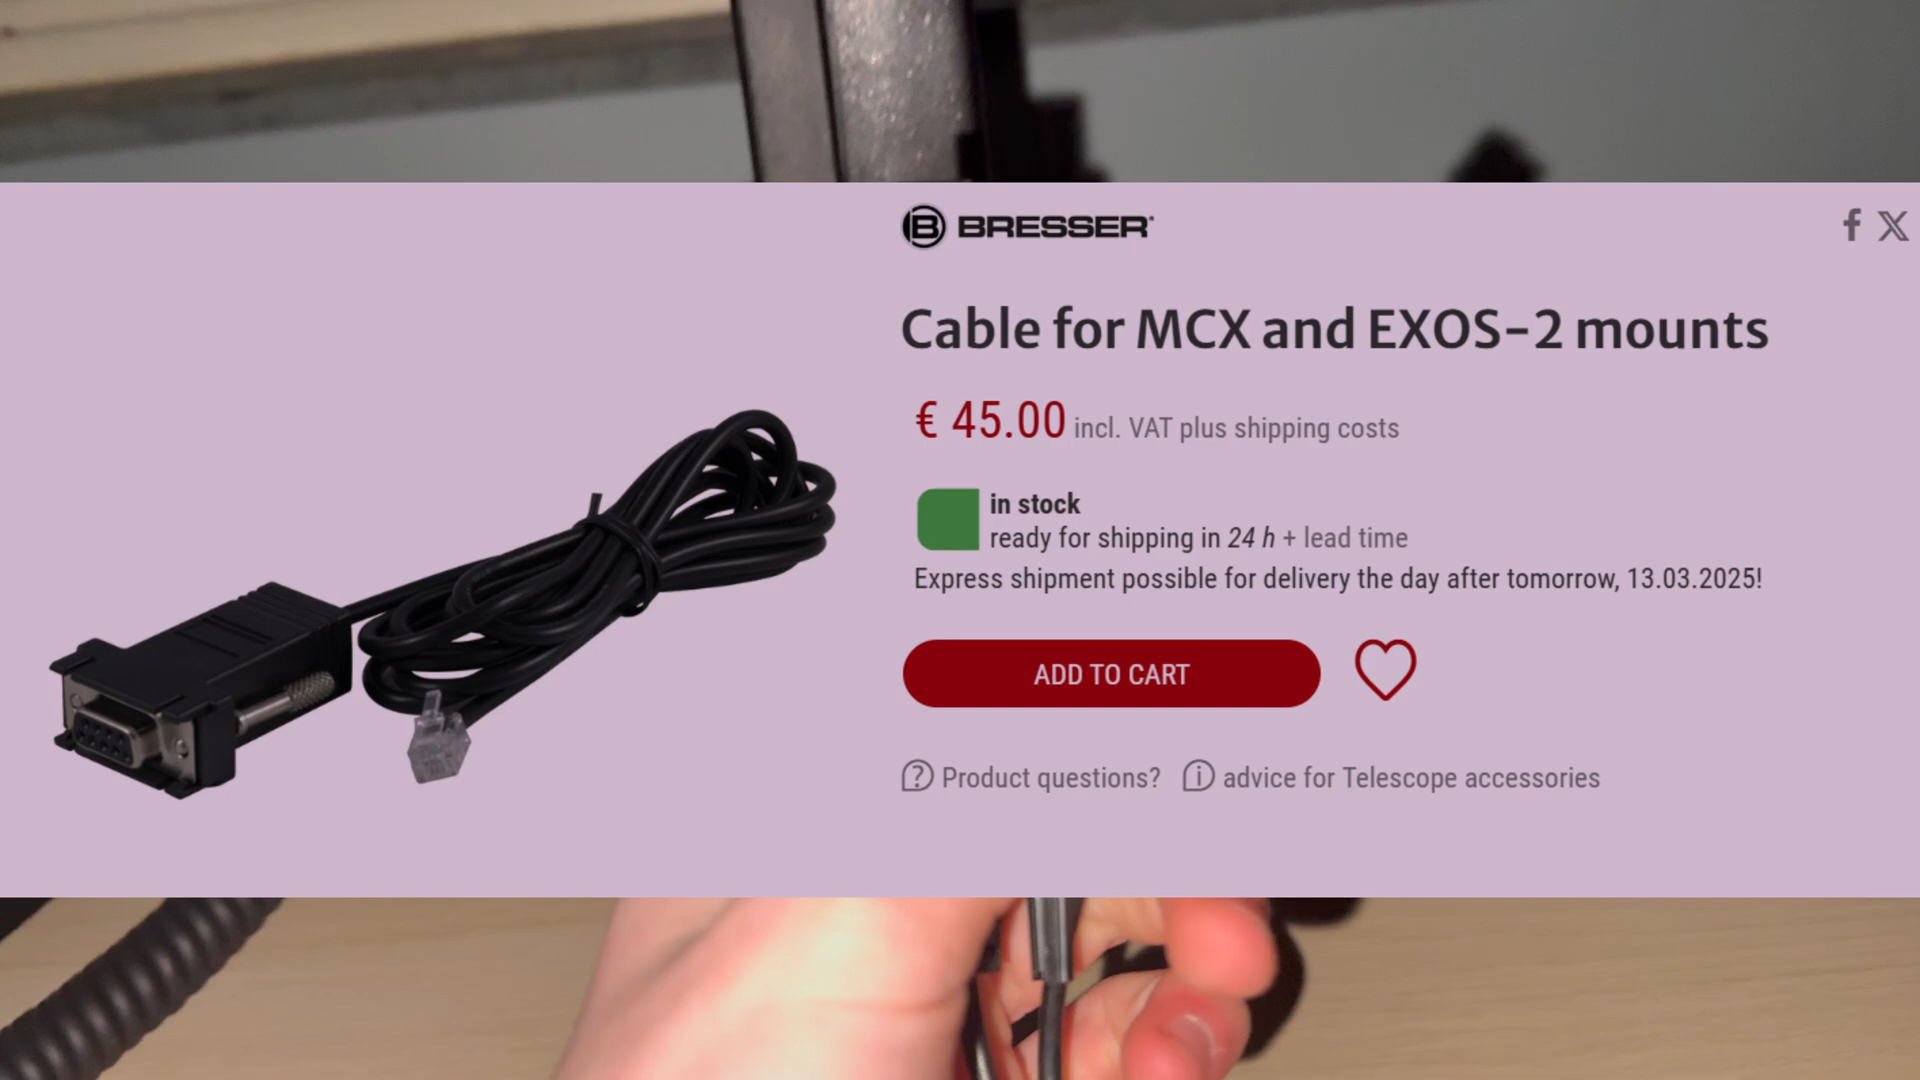 BRESSER
Cable for MCX and EXOS-2 mounts
€ 45.00 incl. VAT plus shipping costs
in stock
ready for shipping in 24 h + lead time
Express shipment possible for delivery the day after tomorrow, 13.03.2025!
ADD TO CART
Product questions? advice for Telescope accessories